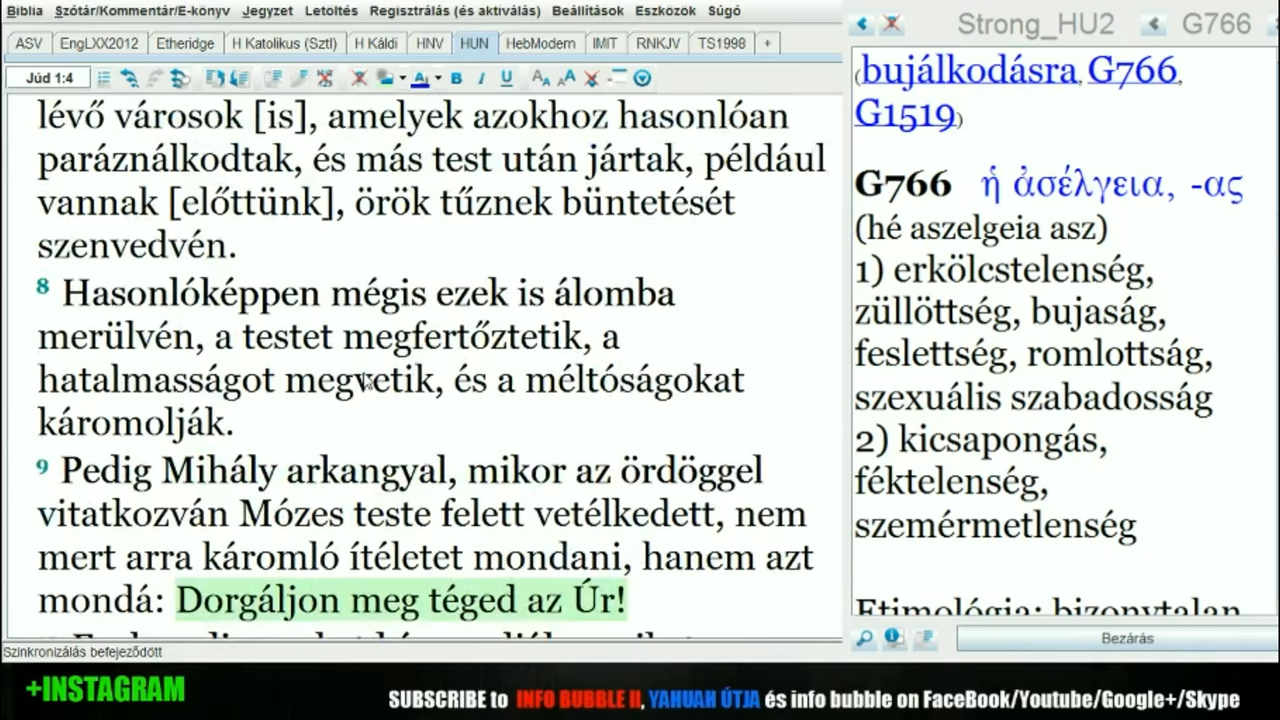 Biblia Szótár/Kommentár/E-könyv Jegyzet Letöltés Regisztrálás (és aktiválás) Beállítások Eszközök Súgó
ASV EngLXX2012 Etheridge H Katolikus (Sztl) H Káldi HNV HUN HebModern IMIT RNKJV TS1998 +
Júd 1:4
lévő városok [is], amelyek azokhoz hasonlóan
paráználkodtak, és más test után jártak, például
vannak [előttünk], örök tűznek büntetését
szenvedvén.
8 Hasonlóképpen mégis ezek is álomba
merülvén, a testet megfertőztetik, a
hatalmasságot megvetik, és a méltóságokat
káromolják.
9 Pedig Mihály arkangyal, mikor az ördöggel
vitatkozván Mózes teste felett vetélkedett, nem
mert arra káromló ítéletet mondani, hanem azt
mondá: Dorgáljon meg téged az Úr!
Szinkronizálás befejeződött
Strong_HU2 G766
(bujálkodásra, G766,
G1519)
G766 ἡ ἀσέλγεια, -ας
(hé aszelgeia asz)
1) erkölcstelenség,
züllöttség, bujaság,
feslettség, romlottság,
szexuális szabadosság
2) kicsapongás,
féktelenség,
szemérmetlenség
Etimológia: bizonytalan
Bezárás
+INSTAGRAM
SUBSCRIBE to INFO BUBBLE II, YAHUAH ÚTJA és info bubble on FaceBook/Youtube/Google+/Skype